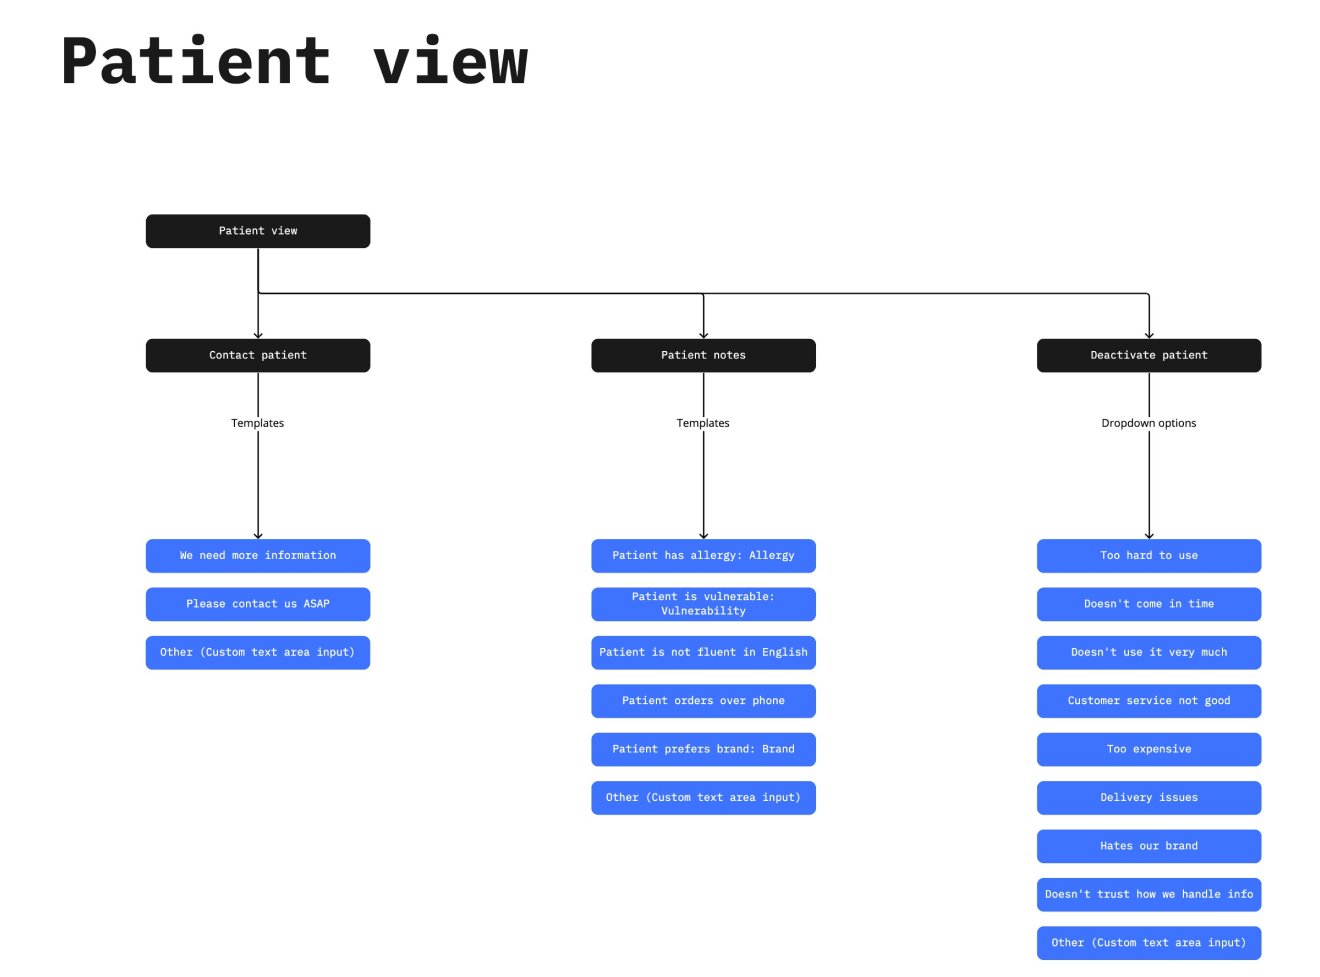 Patient view
Patient view
Contact patient
Patient notes
Deactivate patient
Templates
Templates
Dropdown options
We need more information
Please contact us ASAP
Other (Custom text area input)
Patient has allergy: Allergy
Patient is vulnerable:
Vulnerability
Patient is not fluent in English
Patient orders over phone
Patient prefers brand: Brand
Other (Custom text area input)
Too hard to use
Doesn't come in time
Doesn't use it very much
Customer service not good
Too expensive
Delivery issues
Hates our brand
Doesn't trust how we handle info
Other (Custom text area input)